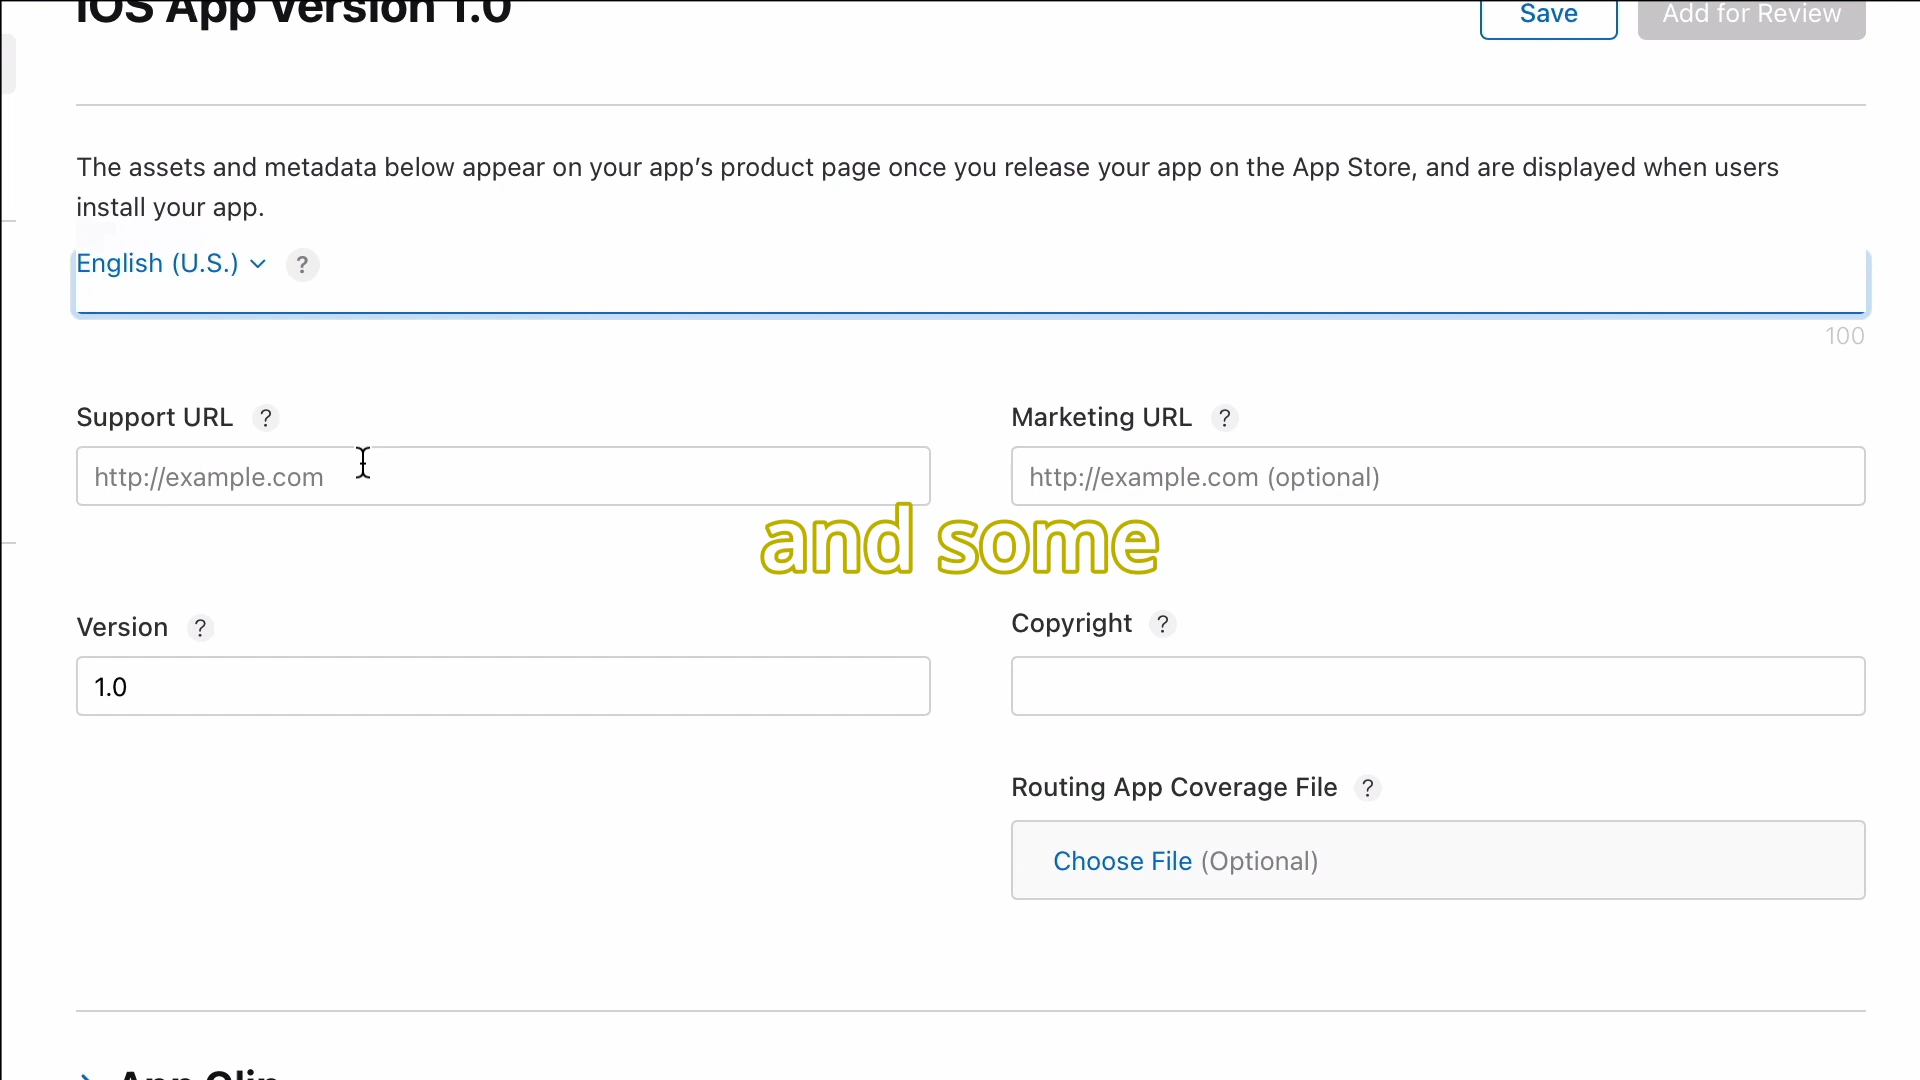 iOS App Version 1.0
Save
Add for Review
The assets and metadata below appear on your app’s product page once you release your app on the App Store, and are displayed when users
install your app.
English (U.S.) ?
100
Support URL ?
Marketing URL ?
http://example.com
http://example.com (optional)
and some
Version ?
Copyright ?
1.0
Routing App Coverage File ?
Choose File (Optional)
App Clip